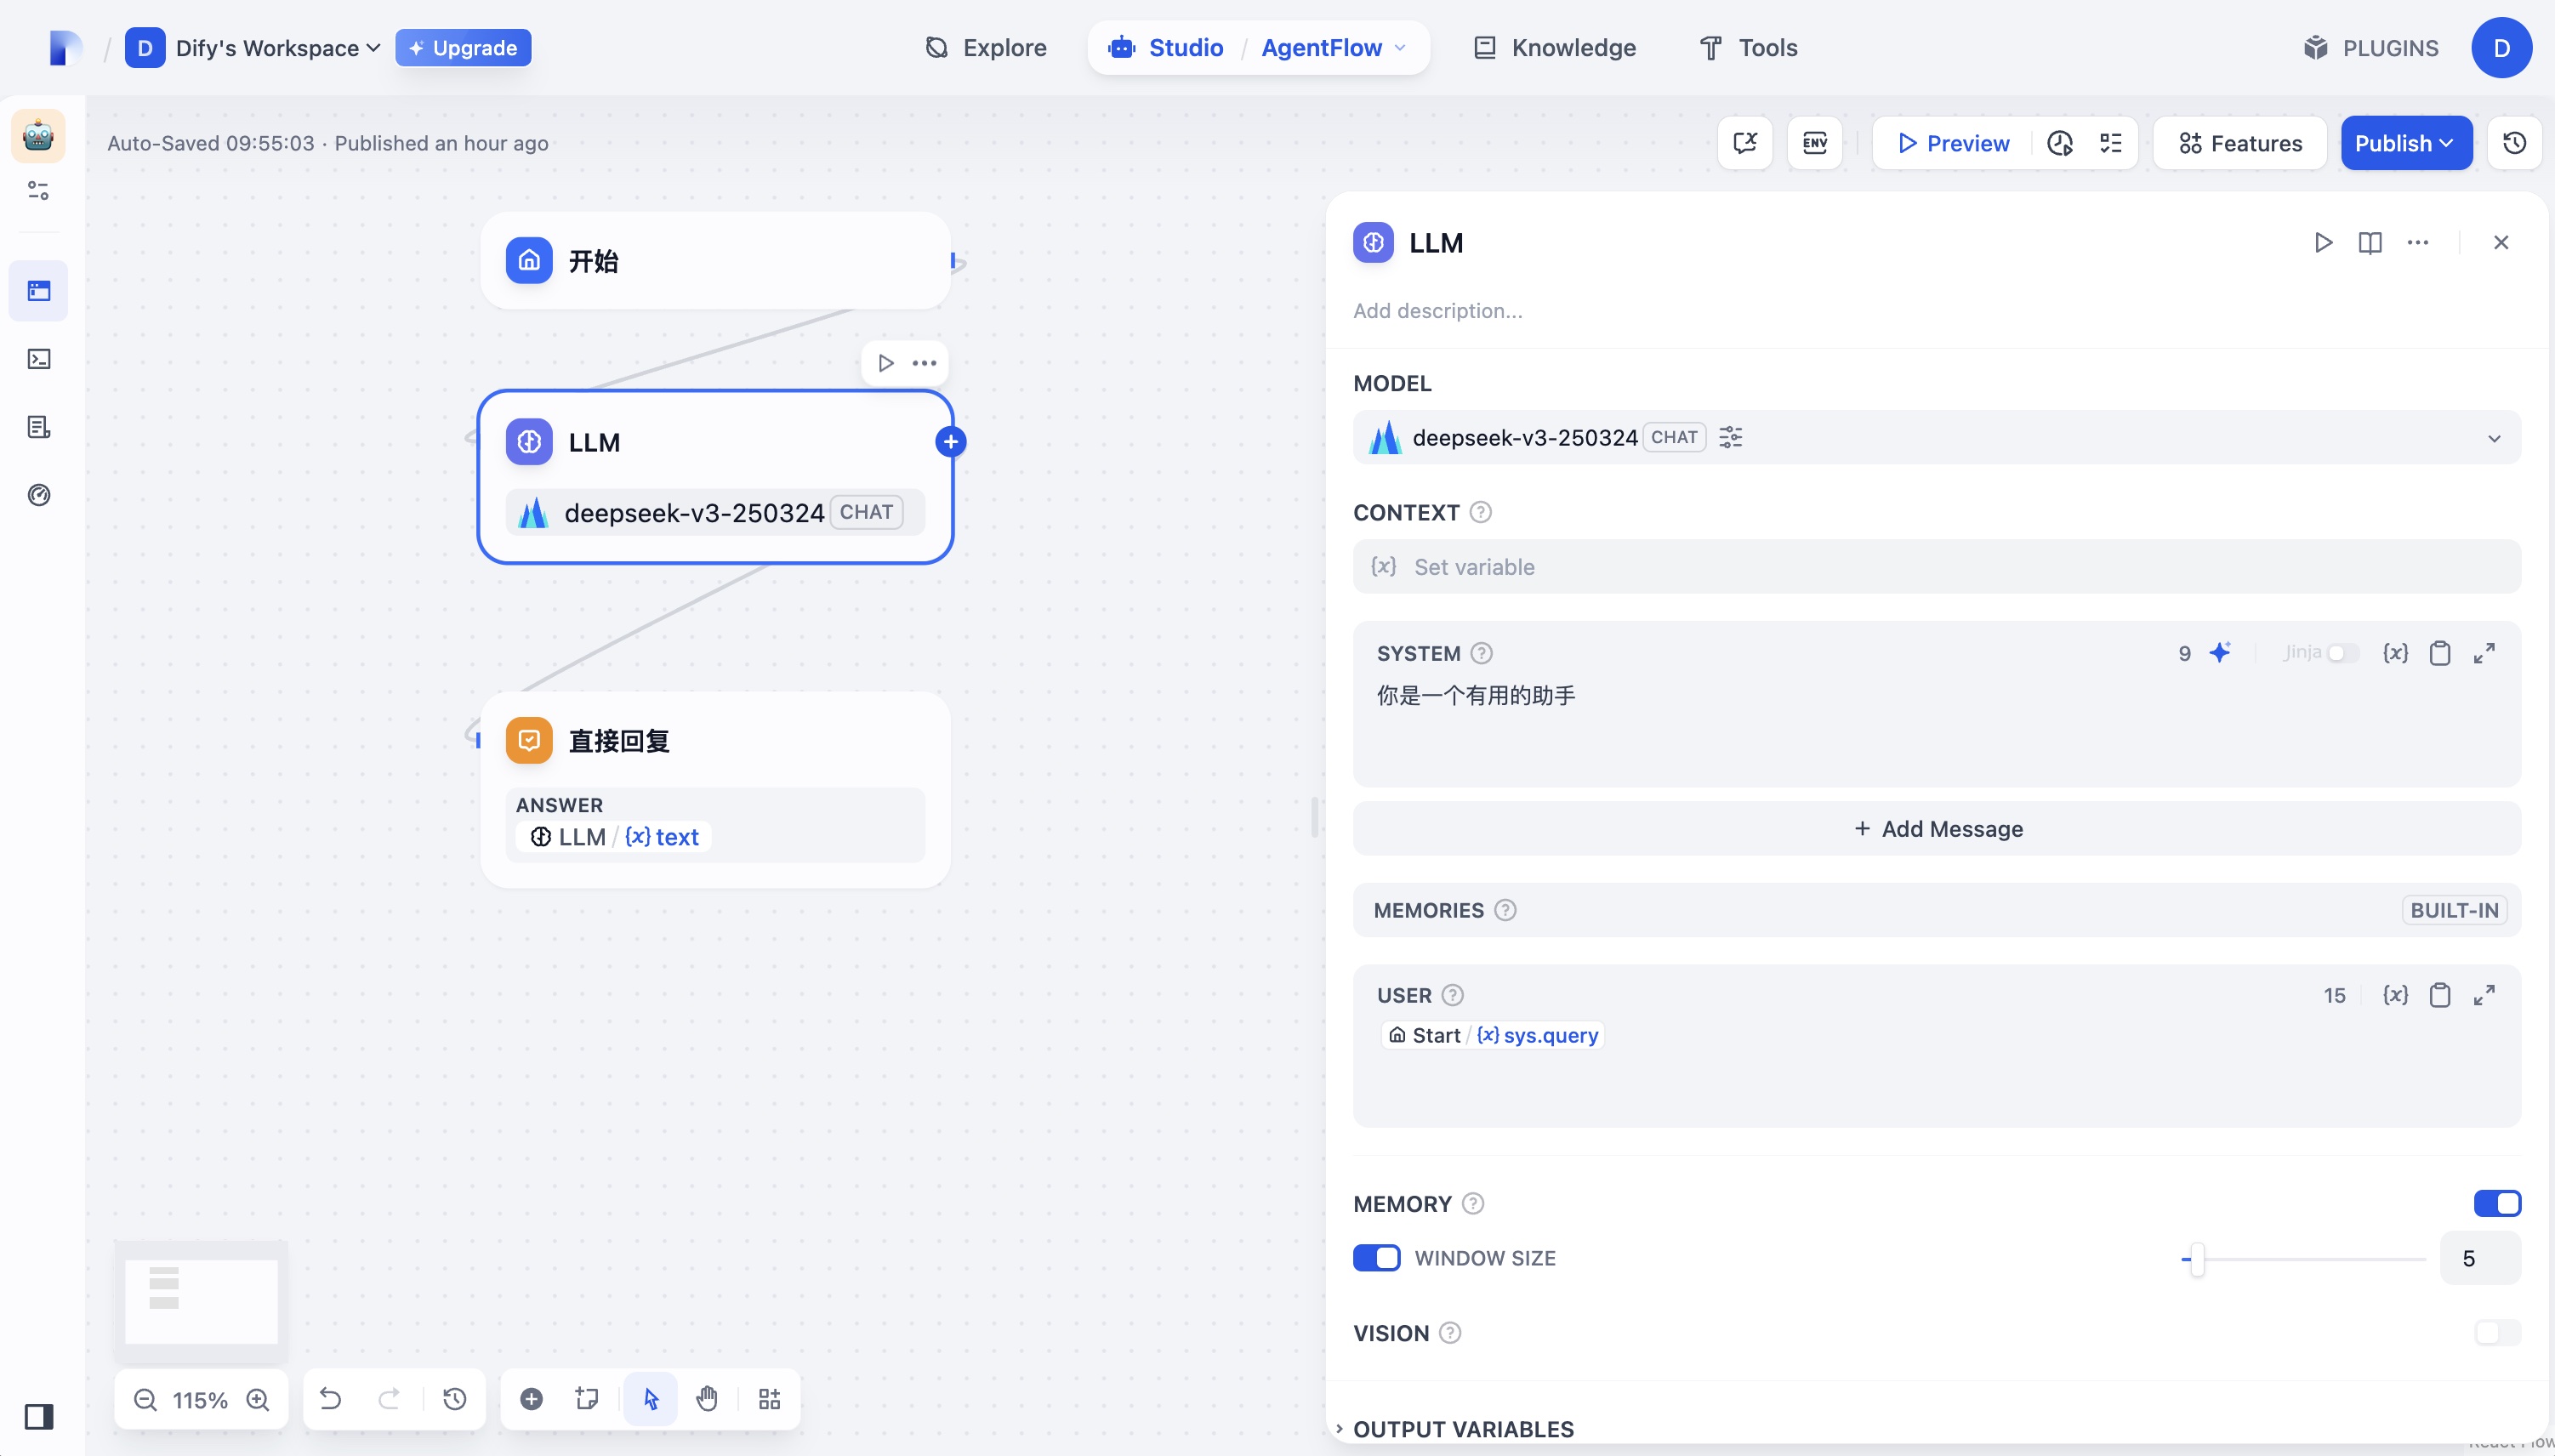 D Dify's Workspace Upgrade Explore Studio / AgentFlow Knowledge Tools PLUGINS D
Auto-Saved 09:55:03 · Published an hour ago ENV Preview Features Publish
开始
LLM
deepseek-v3-250324 CHAT
直接回复
ANSWER
LLM / {x} text
115%
LLM
Add description...
MODEL
deepseek-v3-250324 CHAT
CONTEXT
{x} Set variable
SYSTEM 9 Jinja {x}
你是一个有用的助手
+ Add Message
MEMORIES BUILT-IN
USER 15 {x}
Start / {x} sys.query
MEMORY
WINDOW SIZE 5
VISION
OUTPUT VARIABLES